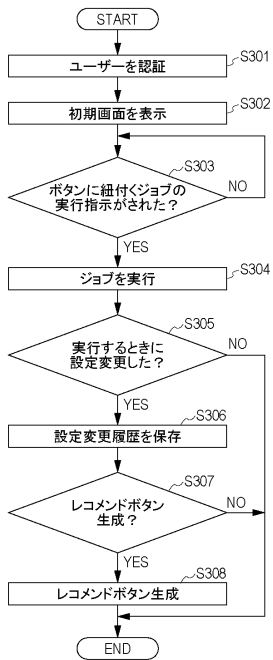 START
ユーザーを認証
S301
初期画面を表示
S302
ボタンに紐付くジョブの
実行指示がされた？
S303
NO
YES
ジョブを実行
S304
実行するときに
設定変更した？
S305
NO
YES
設定変更履歴を保存
S306
レコメンドボタン
生成？
S307
NO
YES
レコメンドボタン生成
S308
END